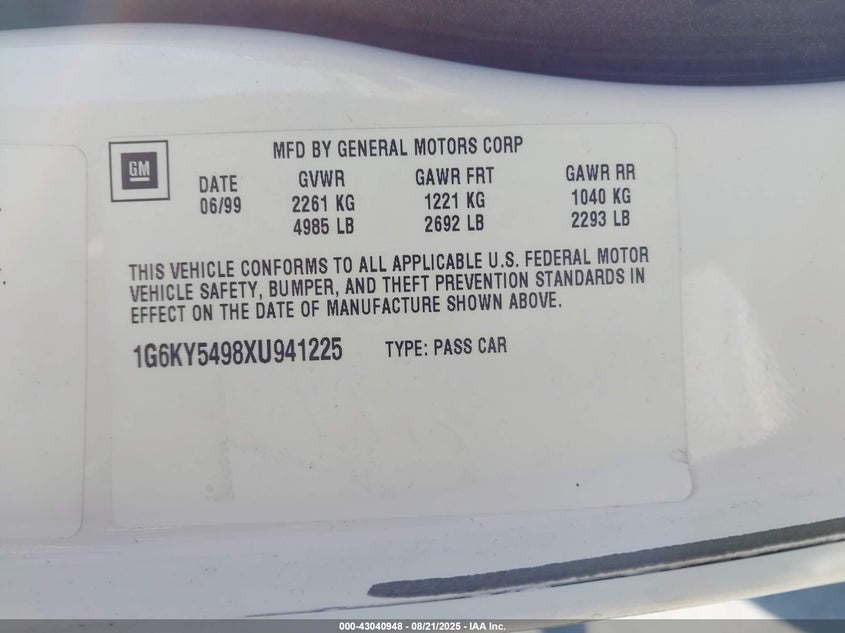 GM
MFD BY GENERAL MOTORS CORP
DATE GVWR GAWR FRT GAWR RR
06/99 2261 KG 1221 KG 1040 KG
4985 LB 2692 LB 2293 LB
THIS VEHICLE CONFORMS TO ALL APPLICABLE U.S. FEDERAL MOTOR
VEHICLE SAFETY, BUMPER, AND THEFT PREVENTION STANDARDS IN
EFFECT ON THE DATE OF MANUFACTURE SHOWN ABOVE.
1G6KY5498XU941225 TYPE: PASS CAR
000-43040948 - 08/21/2025 - IAA Inc.